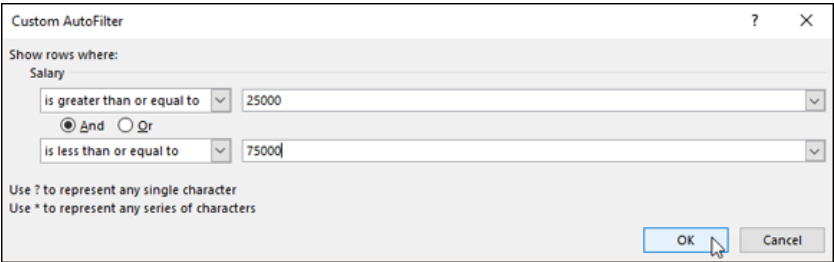 Custom AutoFilter ? X
Show rows where:
Salary
is greater than or equal to 25000
And Or
is less than or equal to 75000
Use ? to represent any single character
Use * to represent any series of characters
OK Cancel